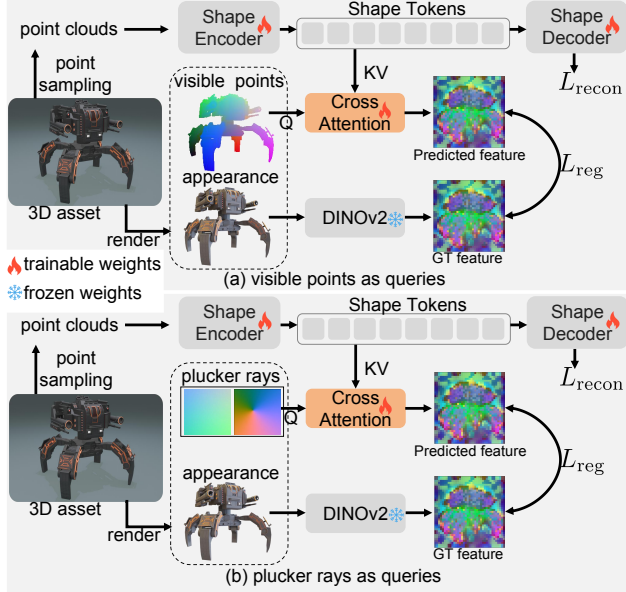 point clouds
Shape
Encoder
Shape Tokens
Shape
Decoder
point
sampling
KV
L_recon
visible points
Q
Cross
Attention
Predicted feature
L_reg
appearance
3D asset
DINOv2
render
GT feature
trainable weights
frozen weights
(a) visible points as queries
point clouds
Shape
Encoder
Shape Tokens
Shape
Decoder
point
sampling
KV
L_recon
plucker rays
Q
Cross
Attention
Predicted feature
L_reg
appearance
3D asset
DINOv2
render
GT feature
(b) plucker rays as queries